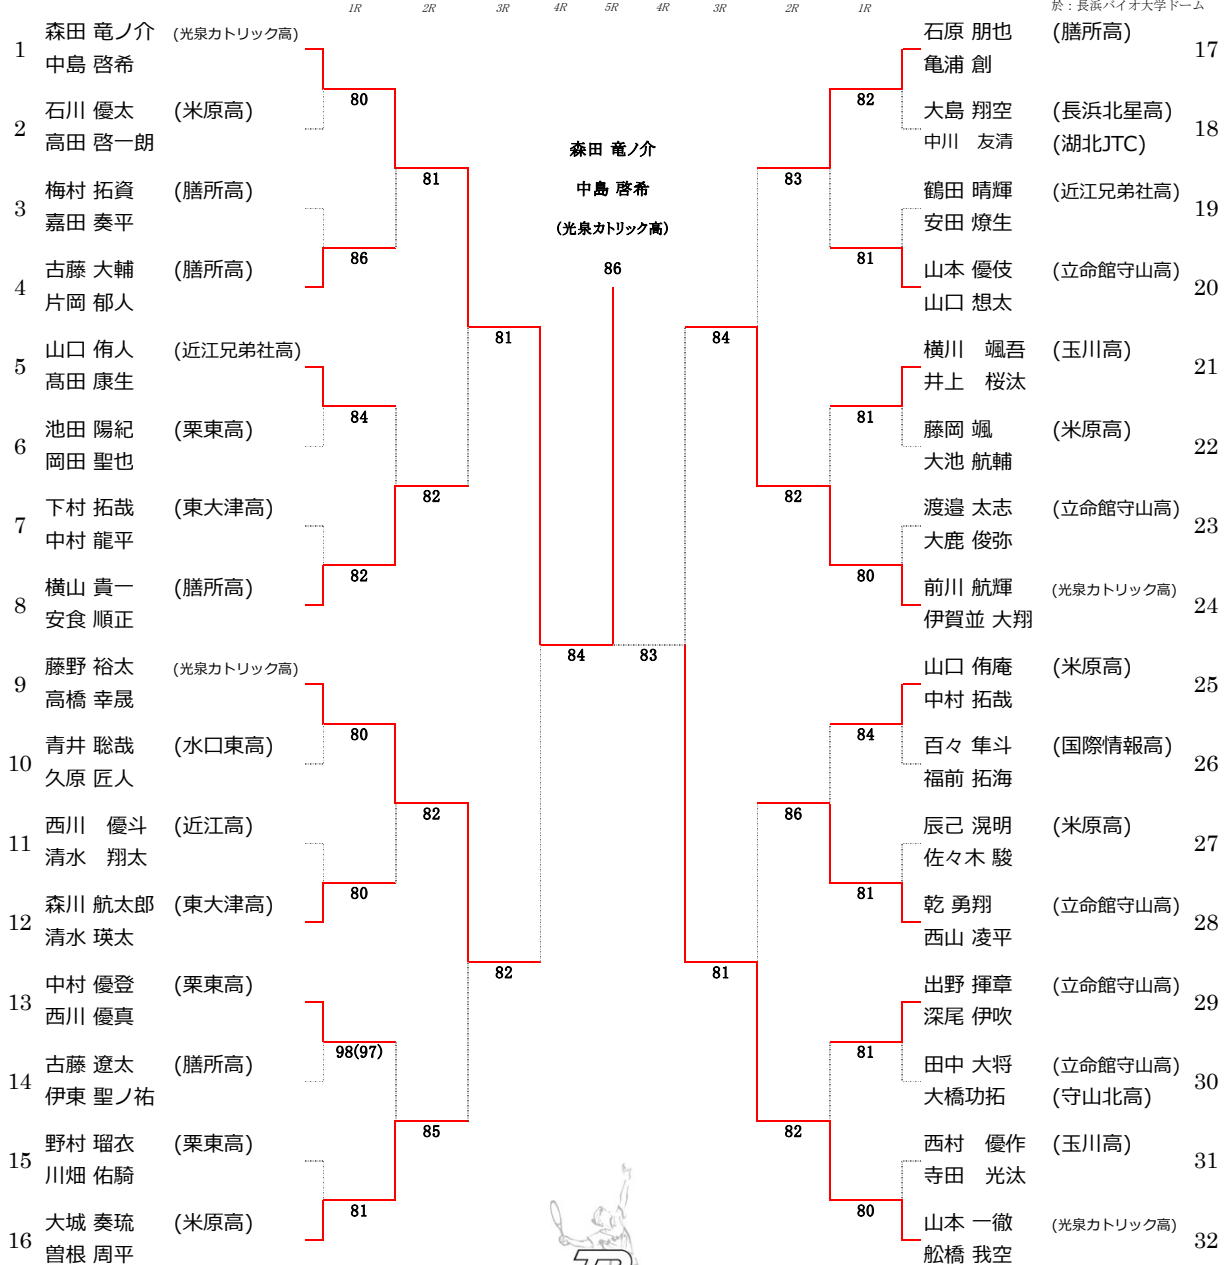 1R 2R 3R 4R 5R 4R 3R 2R 1R
於：長浜バイオ大学ドーム
1 森田 竜ノ介 (光泉カトリック高)
中島 啓希
80
2 石川 優太 (米原高)
高田 啓一朗
81
3 梅村 拓資 (膳所高)
嘉田 奏平
86
4 古藤 大輔 (膳所高)
片岡 郁人
81
5 山口 侑人 (近江兄弟社高)
髙田 康生
84
6 池田 陽紀 (栗東高)
岡田 聖也
82
7 下村 拓哉 (東大津高)
中村 龍平
82
8 横山 貴一 (膳所高)
安食 順正
84
9 藤野 裕太 (光泉カトリック高)
高橋 幸晟
80
10 青井 聡哉 (水口東高)
久原 匠人
82
11 西川　優斗 (近江高)
清水　翔太
80
12 森川 航太郎 (東大津高)
清水 瑛太
82
13 中村 優登 (栗東高)
西川 優真
98(97)
14 古藤 遼太 (膳所高)
伊東 聖ノ祐
85
15 野村 瑠衣 (栗東高)
川畑 佑騎
81
16 大城 奏琉 (米原高)
曽根 周平
森田 竜ノ介
中島 啓希
(光泉カトリック高)
86
石原 朋也 (膳所高) 17
亀浦 創
82
大島 翔空 (長浜北星高) 18
中川　友清 (湖北JTC)
83
鶴田 晴輝 (近江兄弟社高) 19
安田 燎生
81
山本 優伎 (立命館守山高) 20
山口 想太
84
横川　颯吾 (玉川高) 21
井上　桜汰
81
藤岡 颯 (米原高) 22
大池 航輔
82
渡邉 太志 (立命館守山高) 23
大鹿 俊弥
80
前川 航輝 (光泉カトリック高) 24
伊賀並 大翔
83
山口 侑庵 (米原高) 25
中村 拓哉
84
百々 隼斗 (国際情報高) 26
福前 拓海
86
辰己 滉明 (米原高) 27
佐々木 駿
81
乾 勇翔 (立命館守山高) 28
西山 凌平
81
出野 揮章 (立命館守山高) 29
深尾 伊吹
81
田中 大将 (立命館守山高) 30
大橋功拓 (守山北高)
82
西村　優作 (玉川高) 31
寺田　光汰
80
山本 一徹 (光泉カトリック高) 32
舩橋 我空